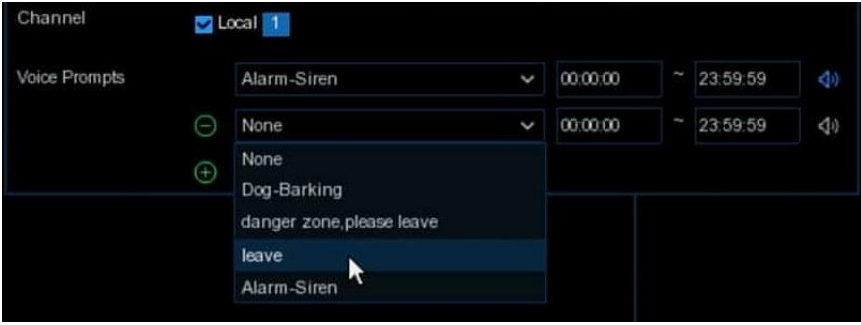 Channel Local 1
Voice Prompts Alarm-Siren 00:00:00 ~ 23:59:59
None 00:00:00 ~ 23:59:59
None
Dog-Barking
danger zone,please leave
leave
Alarm-Siren